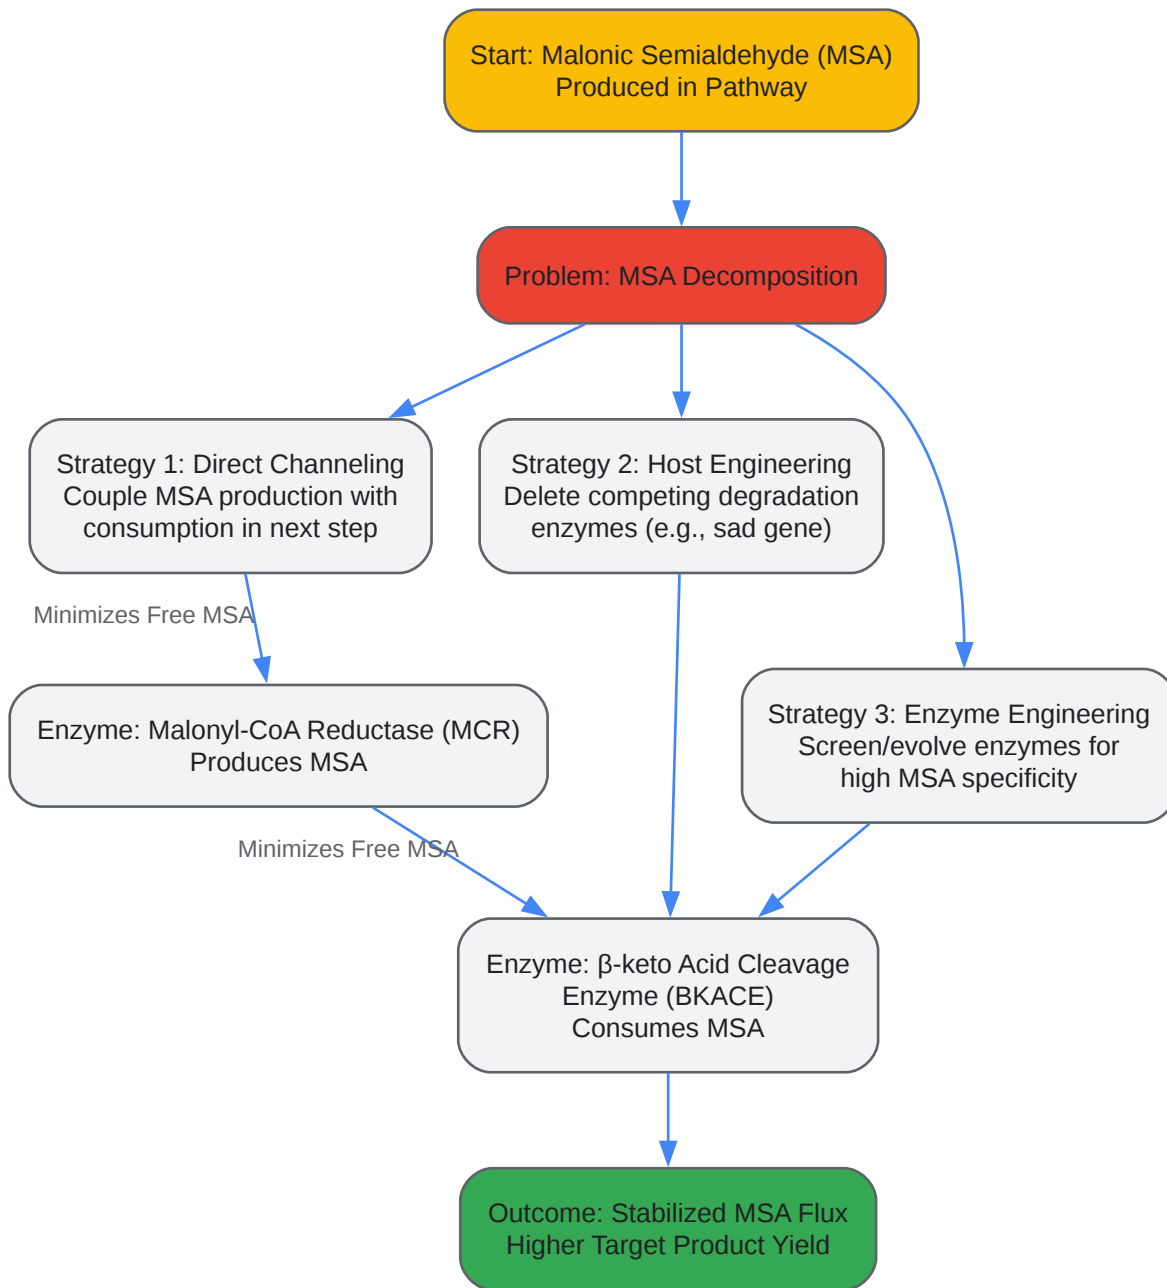 Start: Malonic Semialdehyde (MSA)
Produced in Pathway
Problem: MSA Decomposition
Strategy 1: Direct Channeling
Couple MSA production with
consumption in next step
Strategy 2: Host Engineering
Delete competing degradation
enzymes (e.g., sad gene)
Minimizes Free MSA
Enzyme: Malonyl-CoA Reductase (MCR)
Produces MSA
Strategy 3: Enzyme Engineering
Screen/evolve enzymes for
high MSA specificity
Minimizes Free MSA
Enzyme: β-keto Acid Cleavage
Enzyme (BKACE)
Consumes MSA
Outcome: Stabilized MSA Flux
Higher Target Product Yield